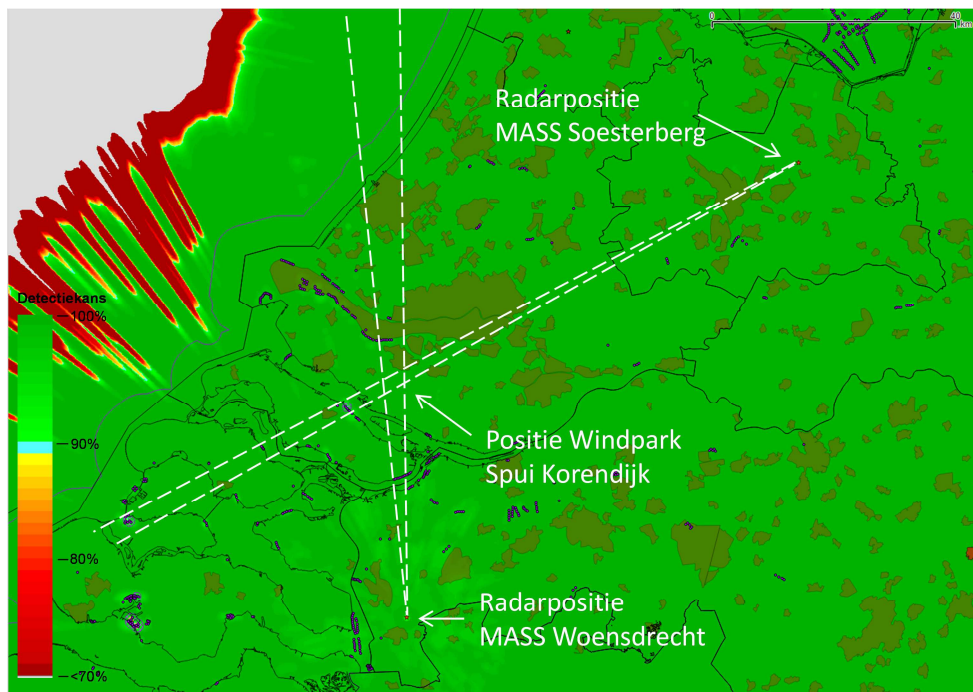 0 40
km
Radarpositie
MASS Soesterberg
Detectiekans
100%
90%
80%
<70%
Positie Windpark
Spui Korendijk
Radarpositie
MASS Woensdrecht